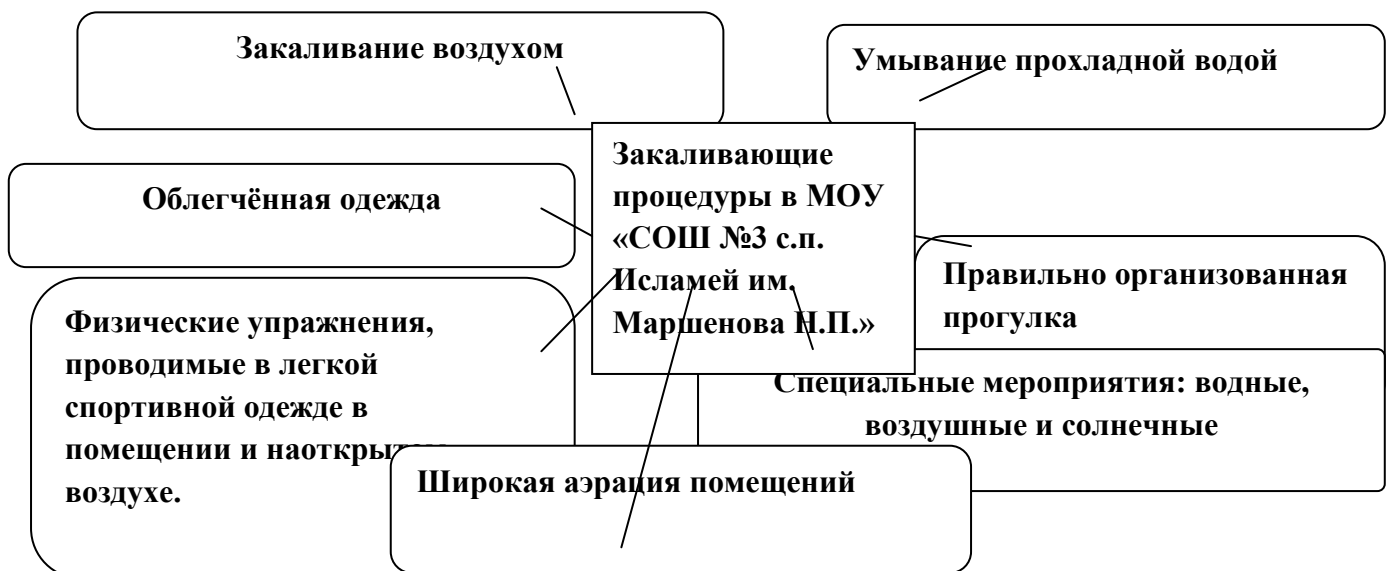 Закаливание воздухом
Умывание прохладной водой
Закаливающие
процедуры в МОУ
«СОШ №3 с.п.
Исламей им.
Маршенова Н.П.»
Облегчённая одежда
Правильно организованная
прогулка
Физические упражнения,
проводимые в легкой
спортивной одежде в
помещении и наоткрытом
воздухе.
Специальные мероприятия: водные,
воздушные и солнечные
Широкая аэрация помещений